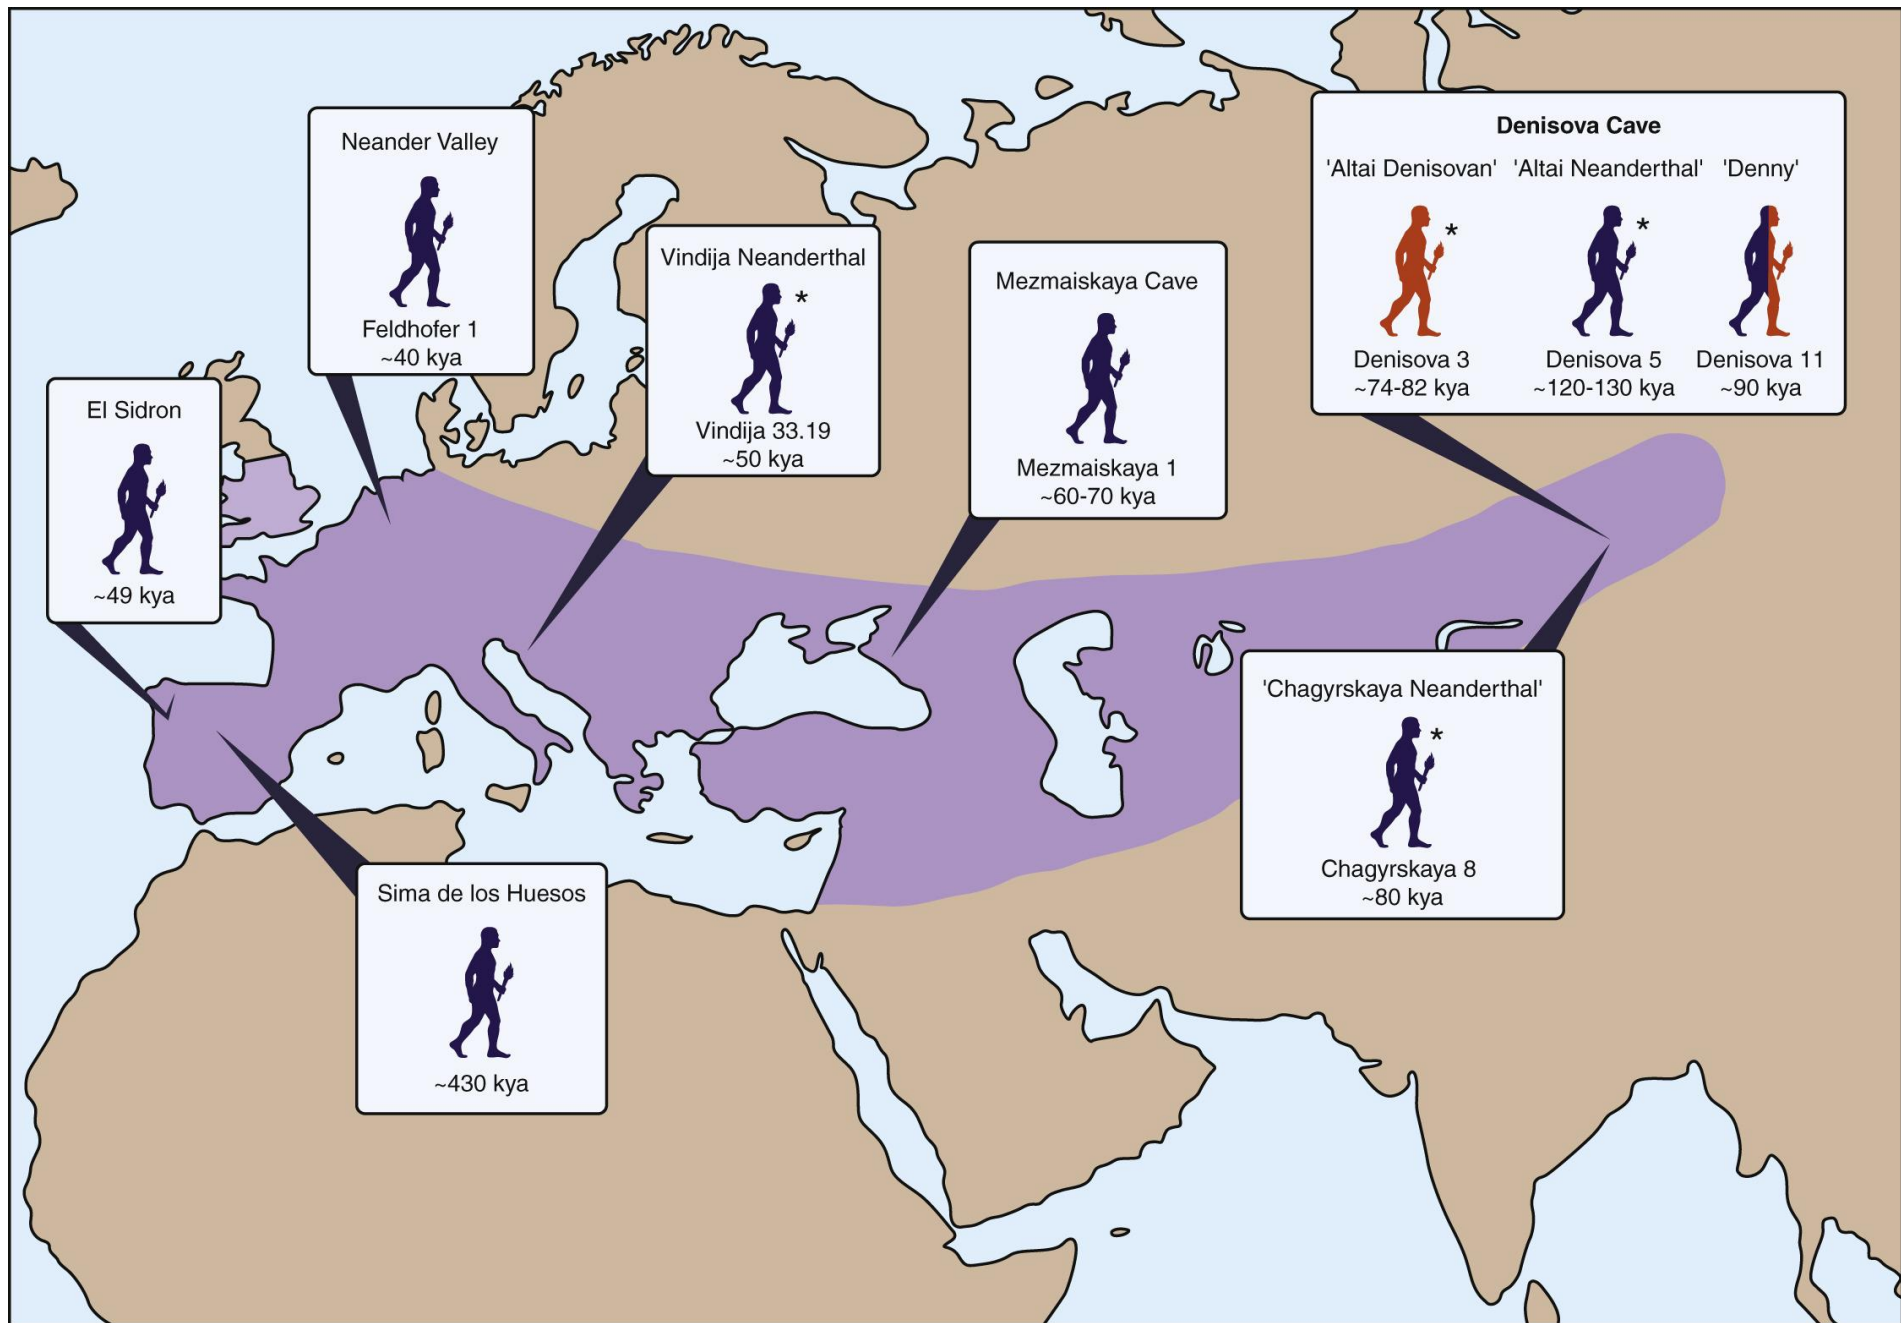 Neander Valley
Feldhofer 1
~40 kya
El Sidron
~49 kya
Vindija Neanderthal
*
Vindija 33.19
~50 kya
Mezmaiskaya Cave
Mezmaiskaya 1
~60-70 kya
Denisova Cave
'Altai Denisovan' 'Altai Neanderthal' 'Denny'
* *
Denisova 3 Denisova 5 Denisova 11
~74-82 kya ~120-130 kya ~90 kya
'Chagyrskaya Neanderthal'
*
Chagyrskaya 8
~80 kya
Sima de los Huesos
~430 kya